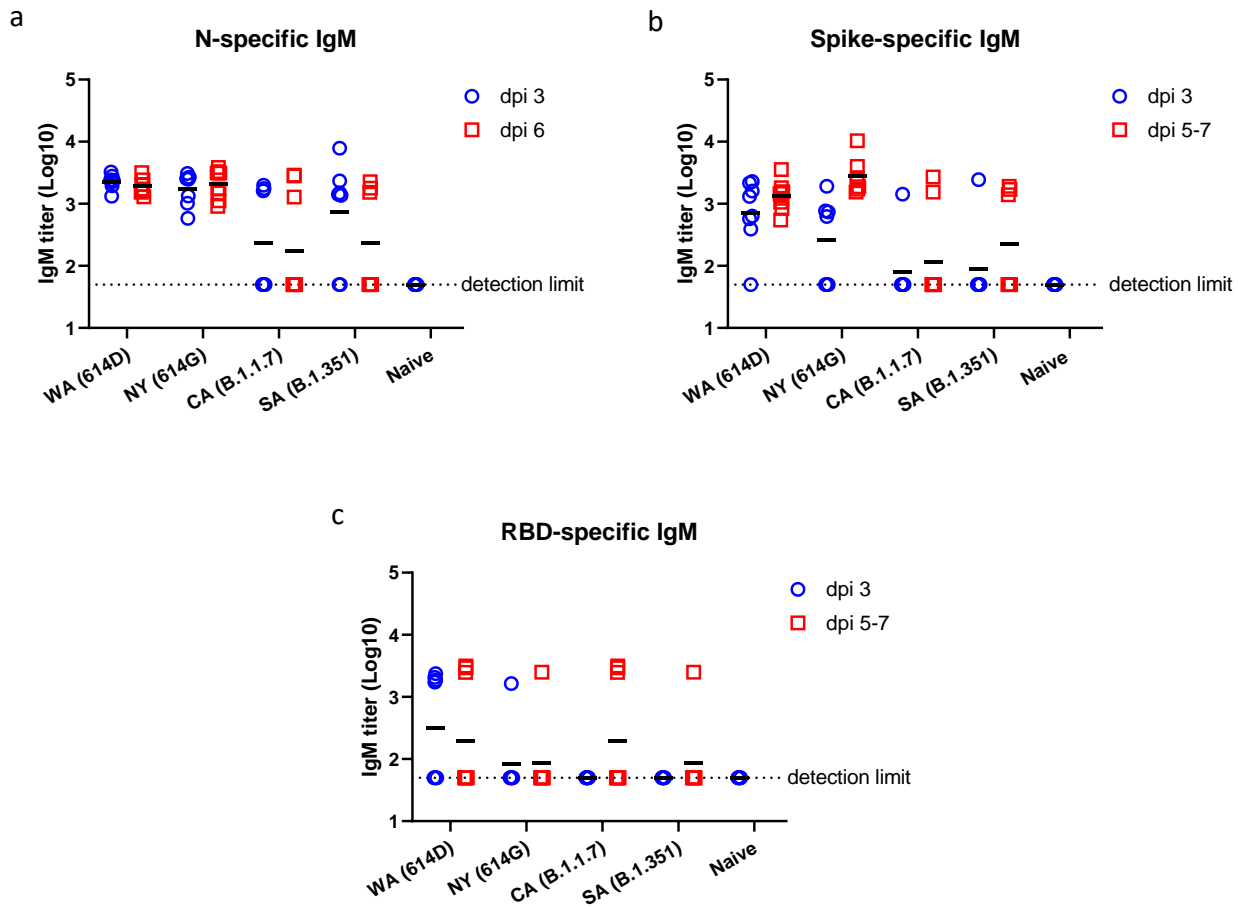 a
N-specific IgM
IgM titer (Log10)
5
4
3
2
1
dpi 3
dpi 6
detection limit
WA (614D)
NY (614G)
CA (B.1.1.7)
SA (B.1.351)
Naive
b
Spike-specific IgM
IgM titer (Log10)
5
4
3
2
1
dpi 3
dpi 5-7
detection limit
WA (614D)
NY (614G)
CA (B.1.1.7)
SA (B.1.351)
Naive
c
RBD-specific IgM
IgM titer (Log10)
5
4
3
2
1
dpi 3
dpi 5-7
detection limit
WA (614D)
NY (614G)
CA (B.1.1.7)
SA (B.1.351)
Naive